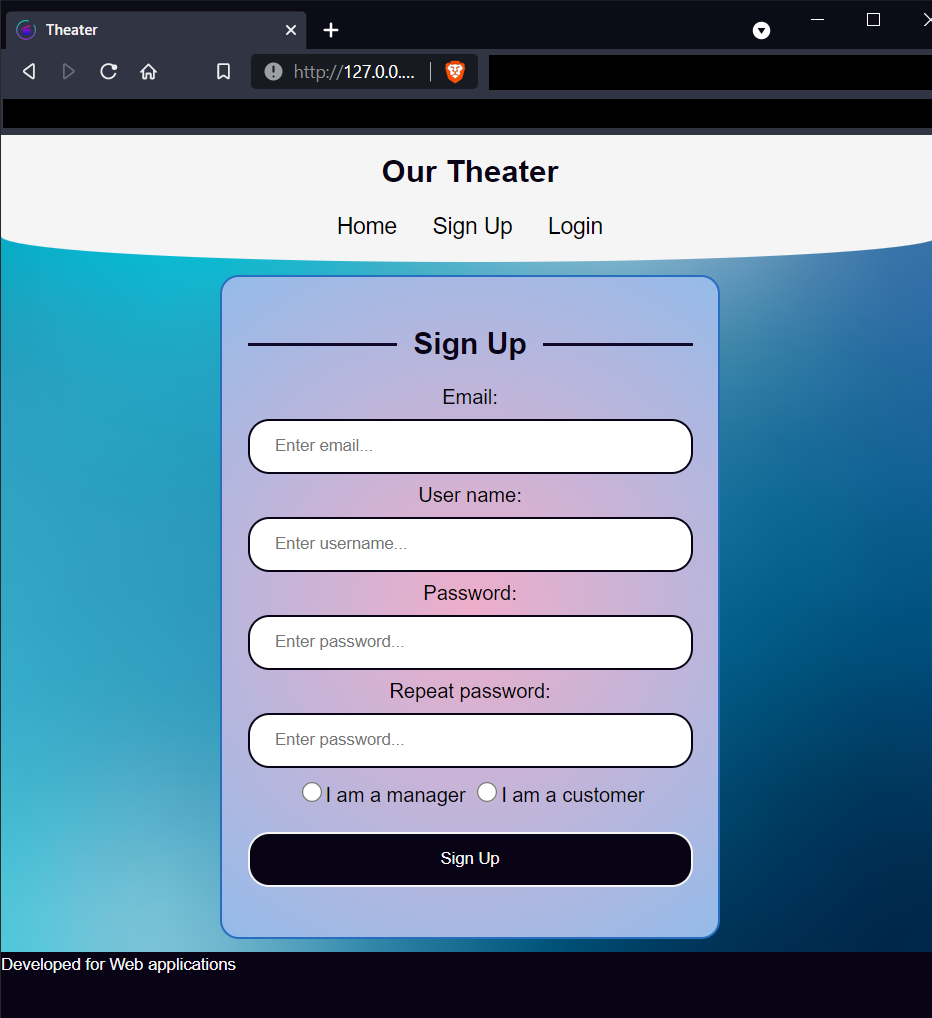 Theater
http://127.0.0....
Our Theater
Home Sign Up Login
Sign Up
Email:
Enter email...
User name:
Enter username...
Password:
Enter password...
Repeat password:
Enter password...
I am a manager I am a customer
Sign Up
Developed for Web applications